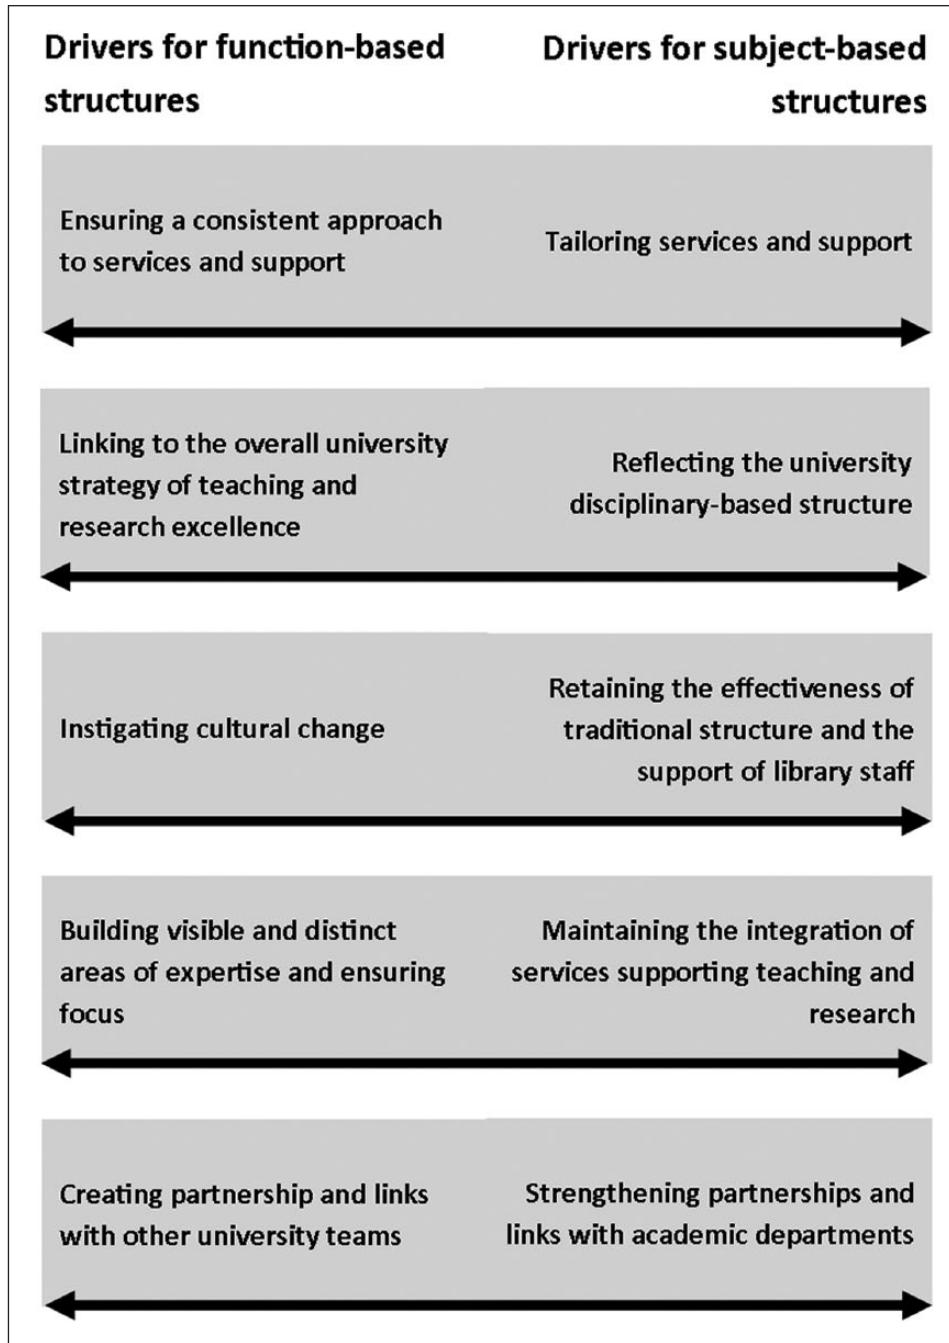 Drivers for function-based
structures
Drivers for subject-based
structures
Ensuring a consistent approach
to services and support
Tailoring services and support
Linking to the overall university
strategy of teaching and
research excellence
Reflecting the university
disciplinary-based structure
Instigating cultural change
Retaining the effectiveness of
traditional structure and the
support of library staff
Building visible and distinct
areas of expertise and ensuring
focus
Maintaining the integration of
services supporting teaching and
research
Creating partnership and links
with other university teams
Strengthening partnerships and
links with academic departments